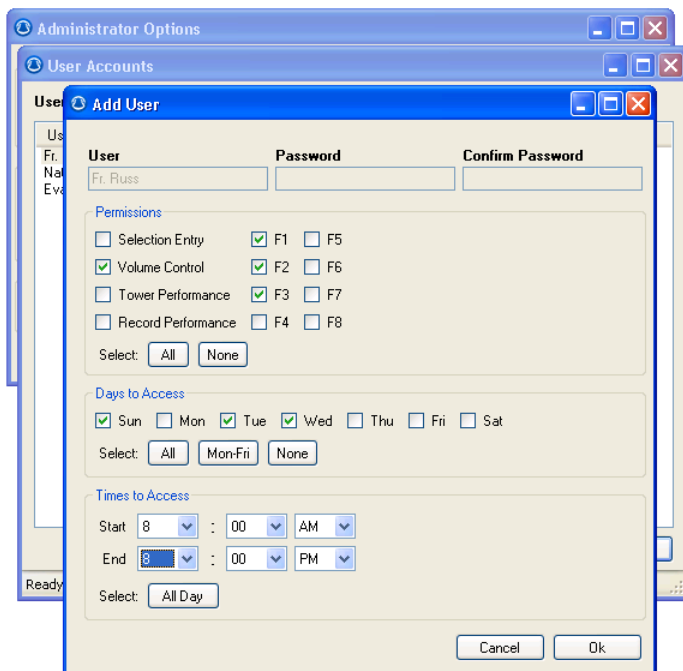 Administrator Options
User Accounts
Add User
User Password Confirm Password
Fr. Russ
Permissions
Selection Entry F1 F5
Volume Control F2 F6
Tower Performance F3 F7
Record Performance F4 F8
Select: All None
Days to Access
Sun Mon Tue Wed Thu Fri Sat
Select: All Mon-Fri None
Times to Access
Start 8 : 00 AM
End 8 : 00 PM
Select: All Day
Cancel Ok
Use
Us
Fr.
Nat
Eva
Ready